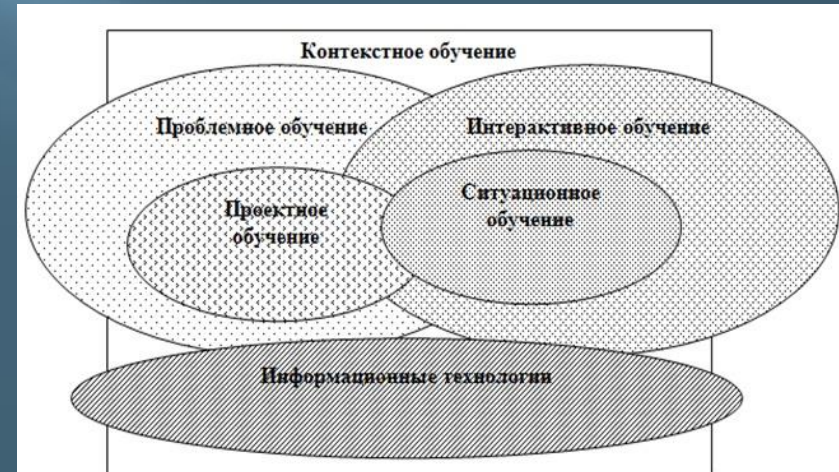 Контекстное обучение
Проблемное обучение
Интерактивное обучение
Проектное
обучение
Ситуационное
обучение
Информационные технологии